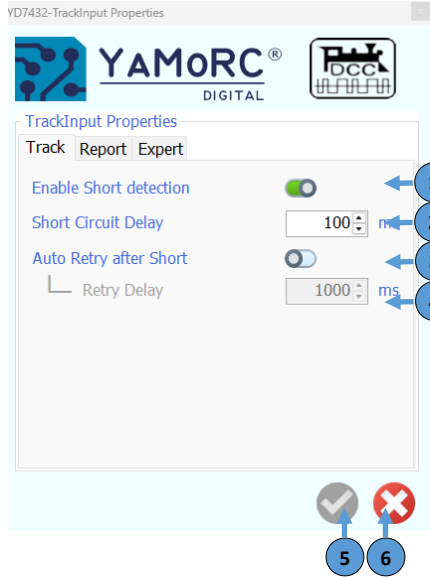 YD7432-TrackInput Properties
x
YAMORC®
DIGITAL
DCC
TrackInput Properties
Track Report Expert
Enable Short detection
Short Circuit Delay 100
Auto Retry after Short
Retry Delay 1000 ms
5 6